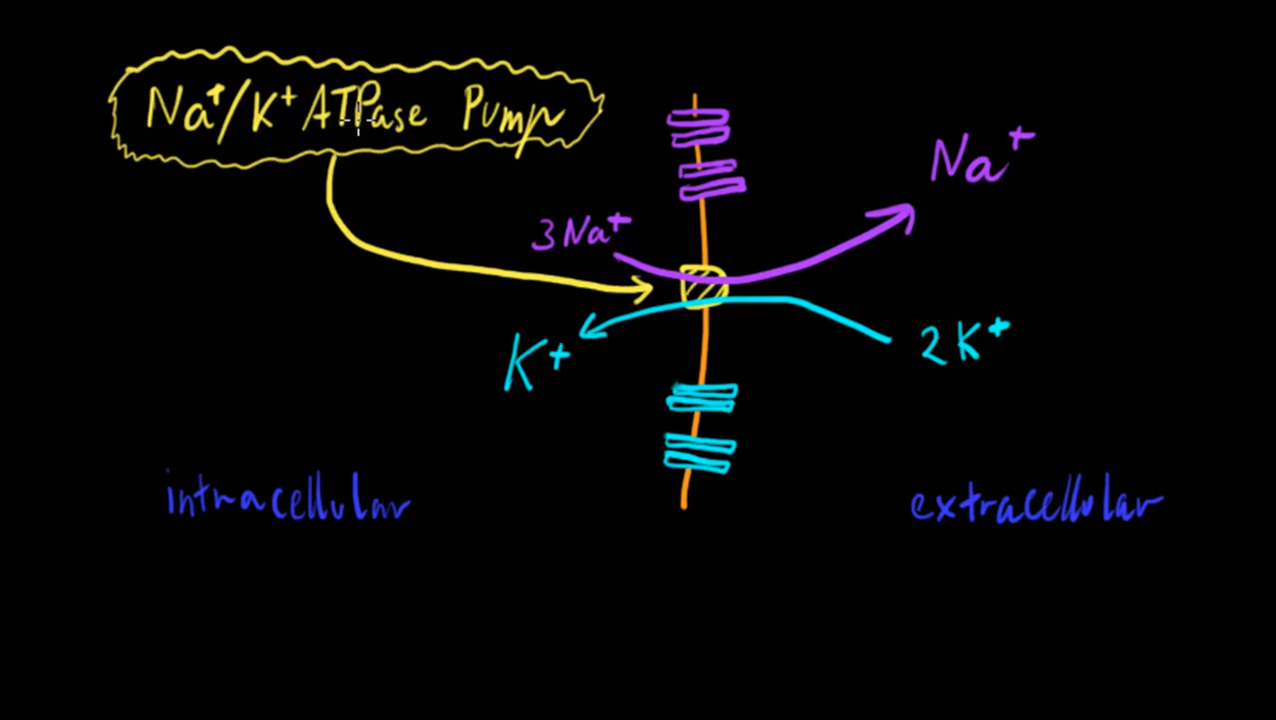 Na⁺/K⁺ ATPase Pump
Na⁺
3Na⁺
K⁺
2K⁺
intracellular
extracellular